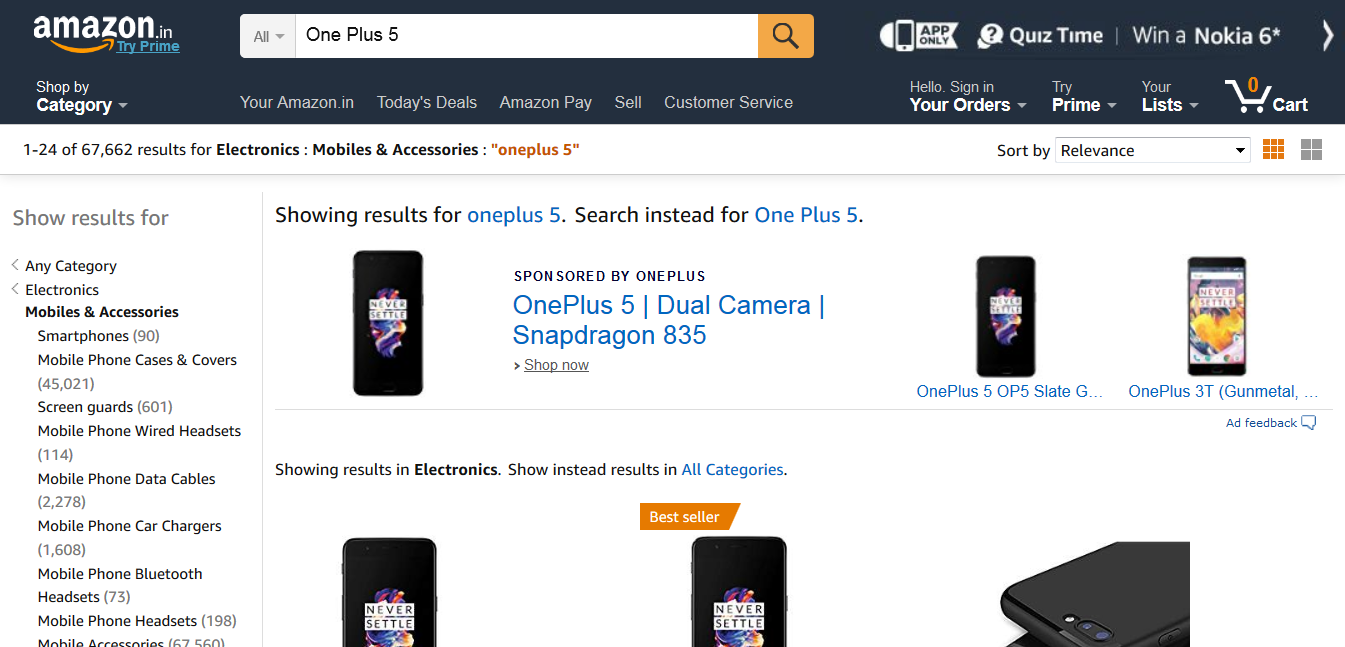 amazon.in
Try Prime
All
One Plus 5
APP ONLY
Quiz Time | Win a Nokia 6*
Shop by
Category
Your Amazon.in
Today's Deals
Amazon Pay
Sell
Customer Service
Hello. Sign in
Your Orders
Try
Prime
Your
Lists
0
Cart
1-24 of 67,662 results for Electronics : Mobiles & Accessories : "oneplus 5"
Sort by
Relevance
Show results for
Any Category
Electronics
Mobiles & Accessories
Smartphones (90)
Mobile Phone Cases & Covers
(45,021)
Screen guards (601)
Mobile Phone Wired Headsets
(114)
Mobile Phone Data Cables
(2,278)
Mobile Phone Car Chargers
(1,608)
Mobile Phone Bluetooth
Headsets (73)
Mobile Phone Headsets (198)
Mobile Accessories (67,560)
Showing results for oneplus 5. Search instead for One Plus 5.
NEVER
SETTLE
SPONSORED BY ONEPLUS
OnePlus 5 | Dual Camera |
Snapdragon 835
Shop now
NEVER
SETTLE
OnePlus 5 OP5 Slate G...
NEVER
SETTLE
OnePlus 3T (Gunmetal, ...
Ad feedback
Showing results in Electronics. Show instead results in All Categories.
NEVER
SETTLE
Best seller
NEVER
SETTLE